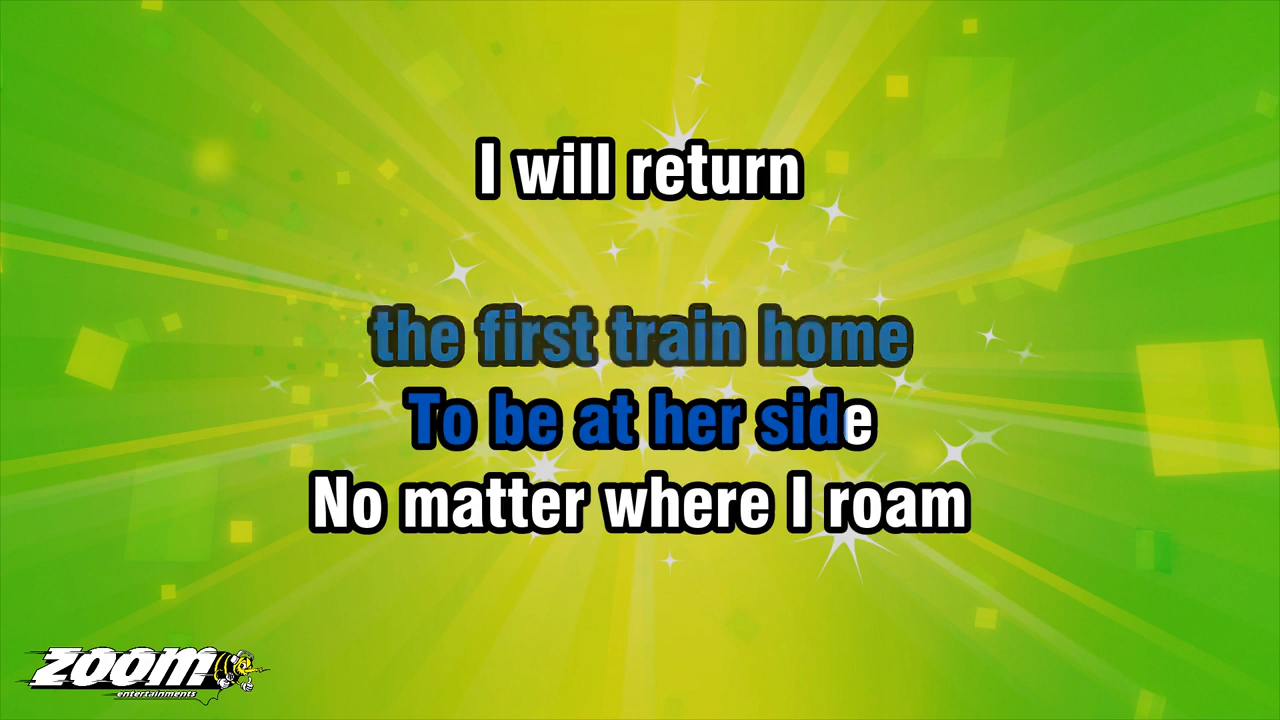 I will return
the first train home
To be at her side
No matter where I roam
zoom
entertainments